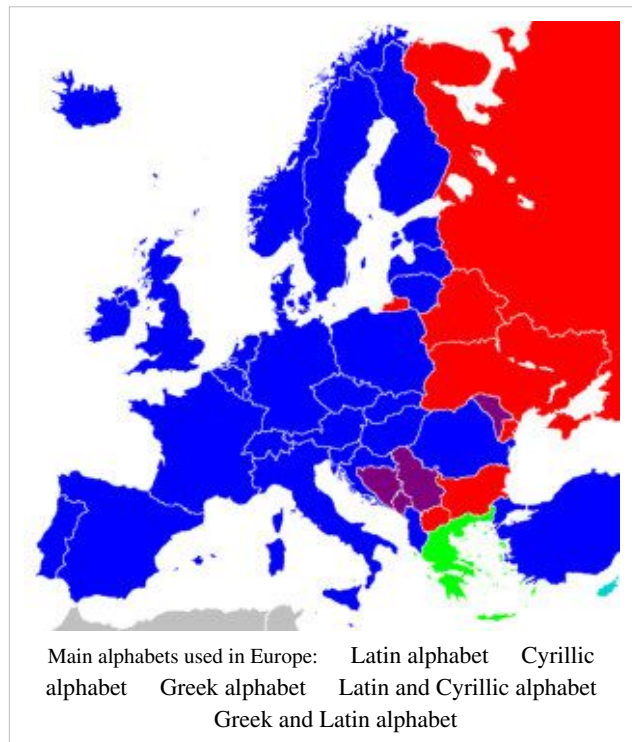 Main alphabets used in Europe: Latin alphabet Cyrillic
alphabet Greek alphabet Latin and Cyrillic alphabet
Greek and Latin alphabet